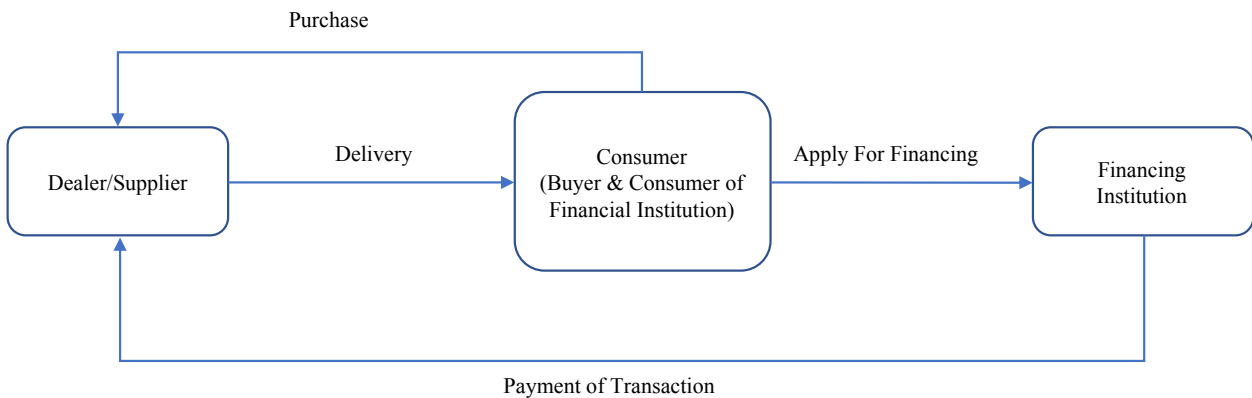 Purchase
Dealer/Supplier
Delivery
Consumer
(Buyer & Consumer of
Financial Institution)
Apply For Financing
Financing
Institution
Payment of Transaction